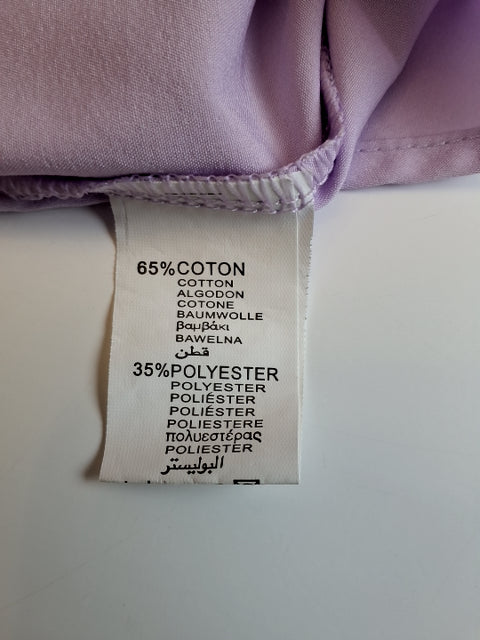 65%COTON
COTTON
ALGODON
COTONE
BAUMWOLLE
βαμβάκι
BAWELNA
قطن
35%POLYESTER
POLYESTER
POLIÉSTER
POLIÉSTER
POLIESTERE
πολυεστέρας
POLIESTER
البوليستر